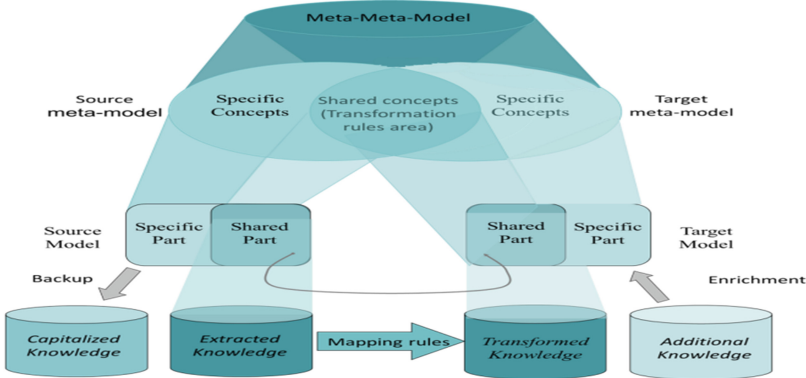 Meta-Meta-Model
Source
meta-model
Specific
Concepts
Shared concepts
(Transformation
rules area)
Specific
Concepts
Target
meta-model
Source
Model
Specific
Part
Shared
Part
Shared
Part
Specific
Part
Target
Model
Backup
Enrichment
Capitalized
Knowledge
Extracted
Knowledge
Mapping rules
Transformed
Knowledge
Additional
Knowledge